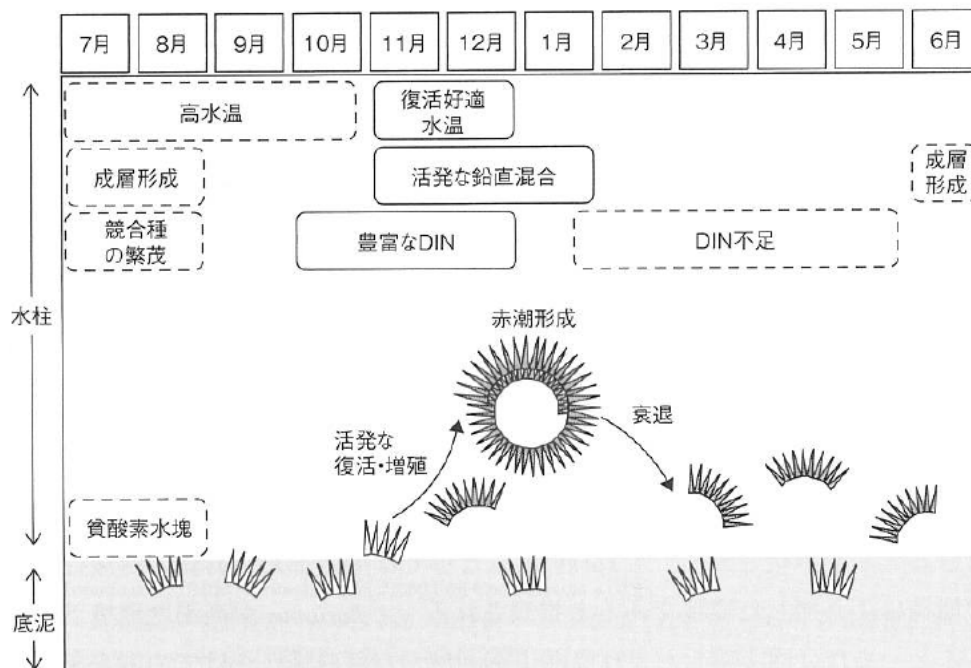 7月 8月 9月 10月 11月 12月 1月 2月 3月 4月 5月 6月
高水温
復活好適
水温
成層形成
活発な鉛直混合
成層
形成
競合種
の繁茂
豊富なDIN
DIN不足
水柱
赤潮形成
活発な
復活・増殖
衰退
貧酸素水塊
底泥